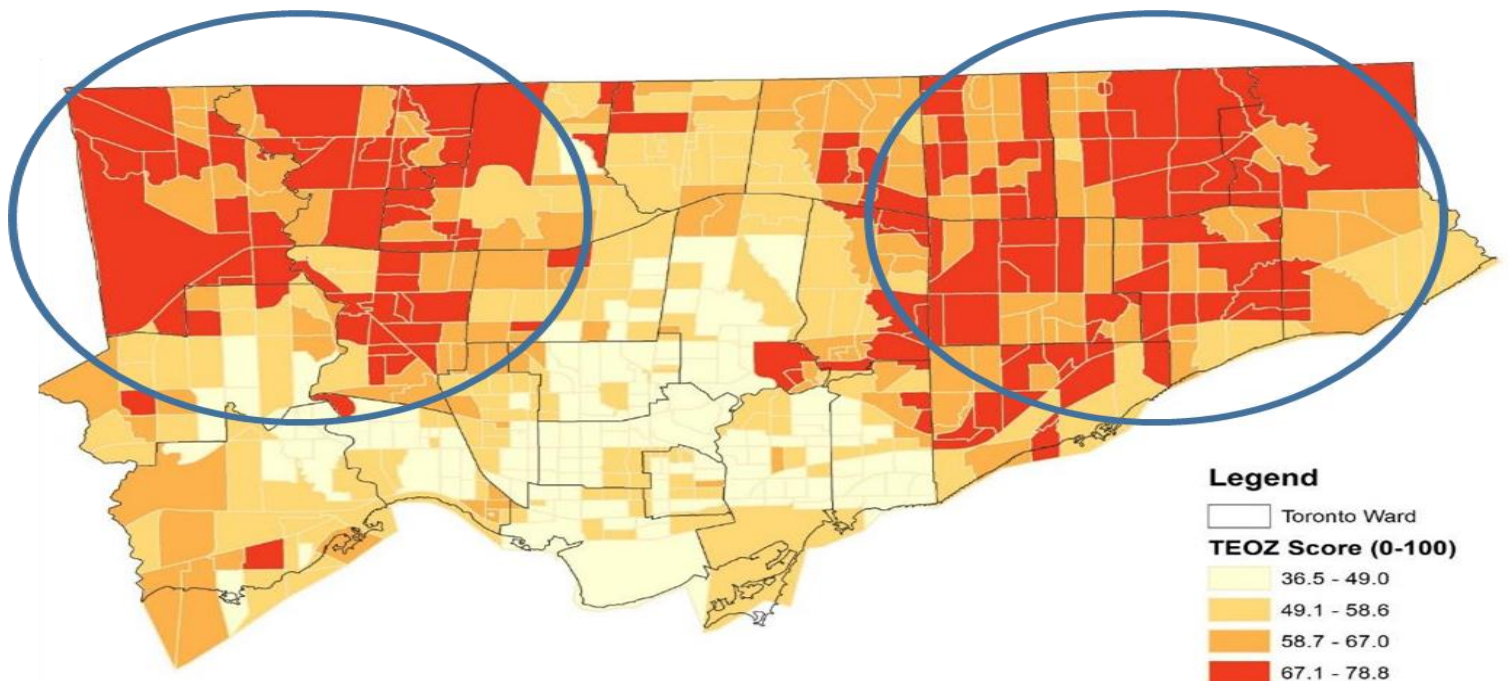 Legend
Toronto Ward
TEOZ Score (0-100)
36.5 - 49.0
49.1 - 58.6
58.7 - 67.0
67.1 - 78.8